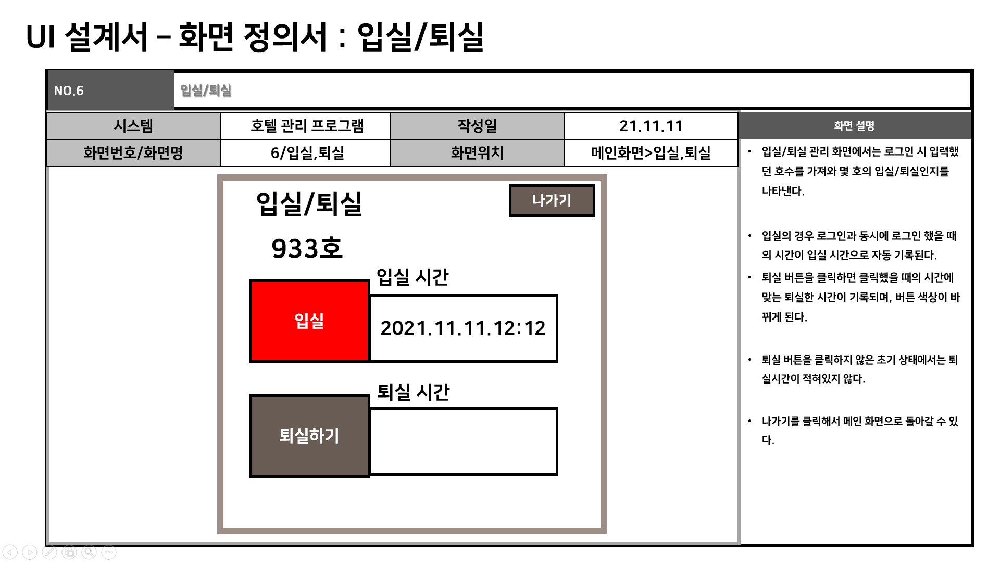 UI 설계서 – 화면 정의서 : 입실/퇴실
NO.6
입실/퇴실
시스템
호텔 관리 프로그램
작성일
21.11.11
화면번호/화면명
6/입실,퇴실
화면위치
메인화면>입실,퇴실
입실/퇴실
나가기
933호
입실 시간
입실
2021.11.11.12:12
퇴실 시간
퇴실하기
화면 설명
• 입실/퇴실 관리 화면에서는 로그인 시 입력했
던 호수를 가져와 몇 호의 입실/퇴실인지를
나타낸다.
• 입실의 경우 로그인과 동시에 로그인 했을 때
의 시간이 입실 시간으로 자동 기록된다.
• 퇴실 버튼을 클릭하면 클릭했을 때의 시간에
맞는 퇴실한 시간이 기록되며, 버튼 색상이 바
뀌게 된다.
• 퇴실 버튼을 클릭하지 않은 초기 상태에서는 퇴
실시간이 적혀있지 않다.
• 나가기를 클릭해서 메인 화면으로 돌아갈 수 있
다.